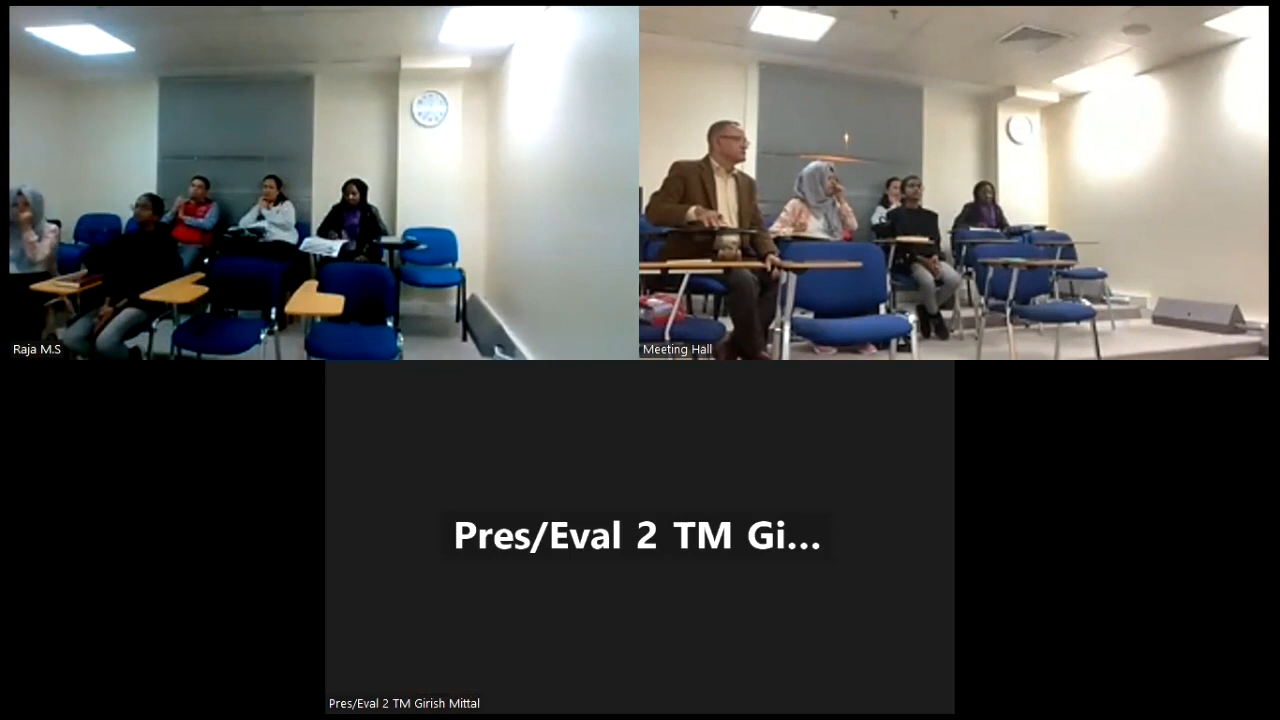 Raja M.S
Meeting Hall
Pres/Eval 2 TM Gi...
Pres/Eval 2 TM Girish Mittal